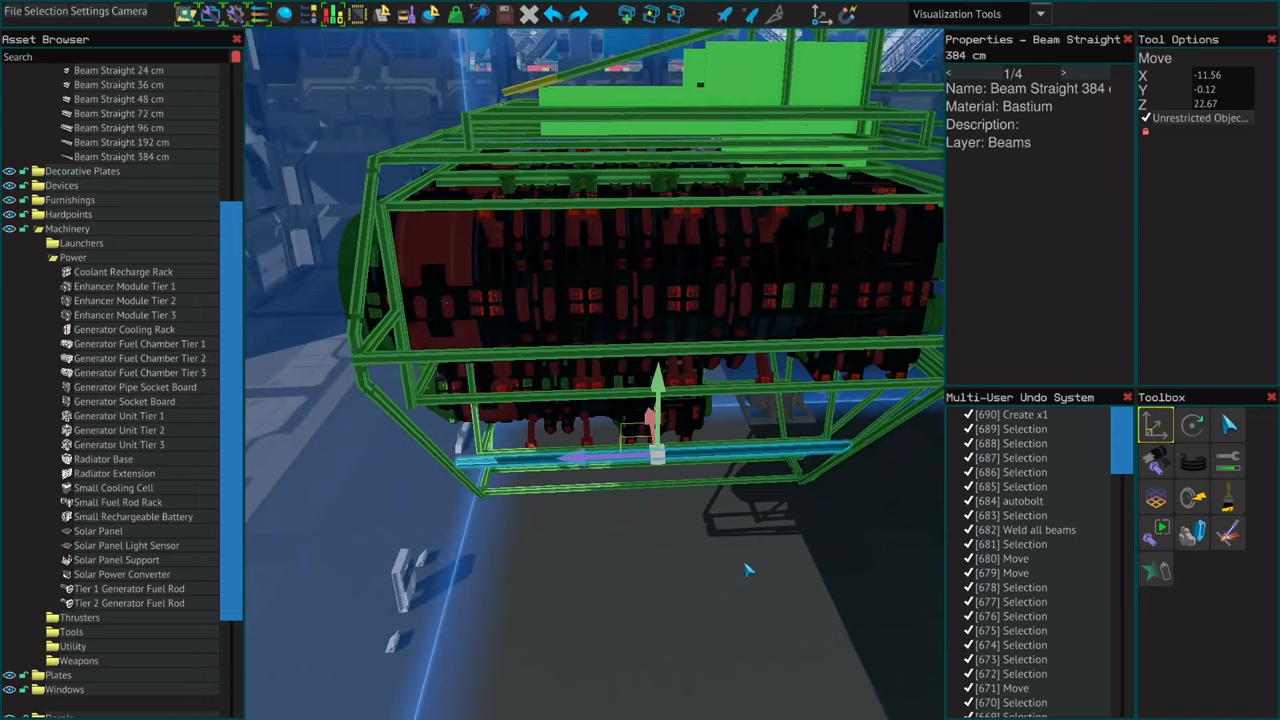 File Selection Settings Camera
Visualization Tools
Asset Browser
Search
Beam Straight 24 cm
Beam Straight 36 cm
Beam Straight 48 cm
Beam Straight 72 cm
Beam Straight 96 cm
Beam Straight 192 cm
Beam Straight 384 cm
Decorative Plates
Devices
Furnishings
Hardpoints
Machinery
Launchers
Power
Coolant Recharge Rack
Enhancer Module Tier 1
Enhancer Module Tier 2
Enhancer Module Tier 3
Generator Cooling Rack
Generator Fuel Chamber Tier 1
Generator Fuel Chamber Tier 2
Generator Fuel Chamber Tier 3
Generator Pipe Socket Board
Generator Socket Board
Generator Unit Tier 1
Generator Unit Tier 2
Generator Unit Tier 3
Radiator Base
Radiator Extension
Small Cooling Cell
Small Fuel Rod Rack
Small Rechargeable Battery
Solar Panel
Solar Panel Light Sensor
Solar Panel Support
Solar Power Converter
Tier 1 Generator Fuel Rod
Tier 2 Generator Fuel Rod
Thrusters
Tools
Utility
Weapons
Plates
Windows
Properties - Beam Straight
384 cm
< 1/4 >
Name: Beam Straight 384
Material: Bastium
Description:
Layer: Beams
Tool Options
Move
X -11.56
Y -0.12
Z 22.67
Unrestricted Objec...
Multi-User Undo System
[690] Create x1
[689] Selection
[688] Selection
[687] Selection
[686] Selection
[685] Selection
[684] autobolt
[683] Selection
[682] Weld all beams
[681] Selection
[680] Move
[679] Move
[678] Selection
[677] Selection
[676] Selection
[675] Selection
[674] Selection
[673] Selection
[672] Selection
[671] Move
[670] Selection
Toolbox